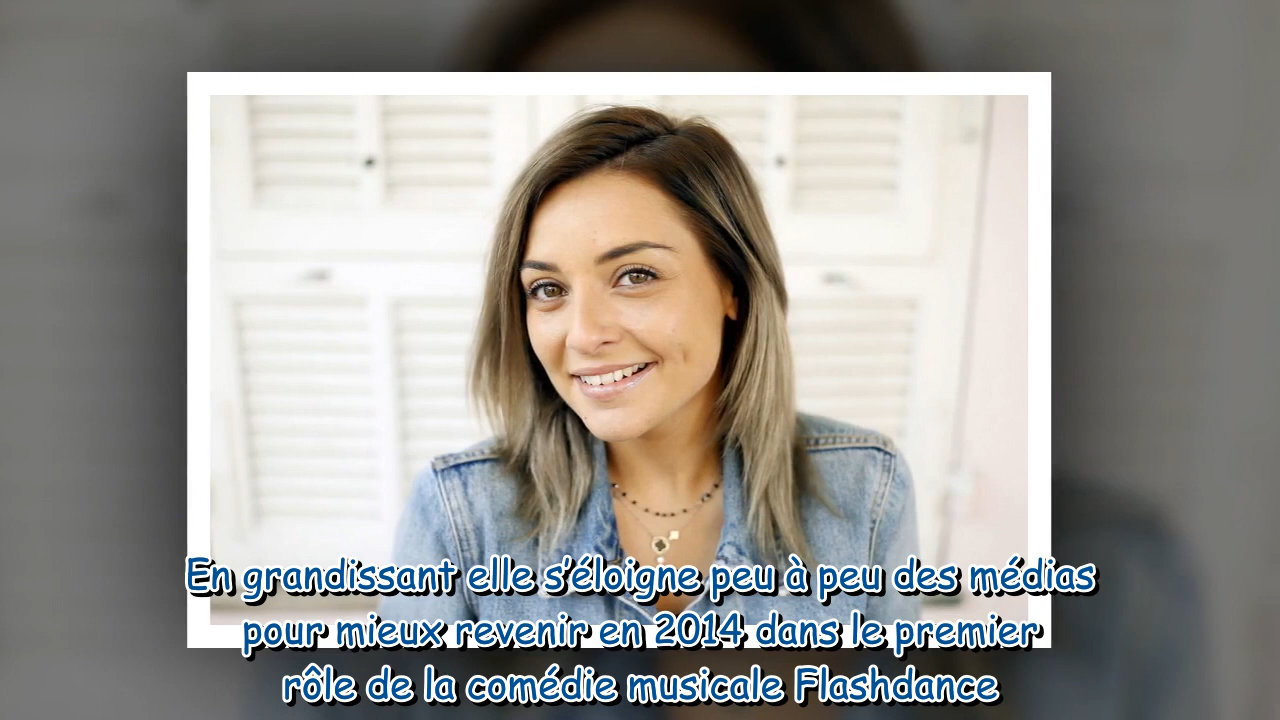 En grandissant elle s'éloigne peu à peu des médias
pour mieux revenir en 2014 dans le premier
rôle de la comédie musicale Flashdance